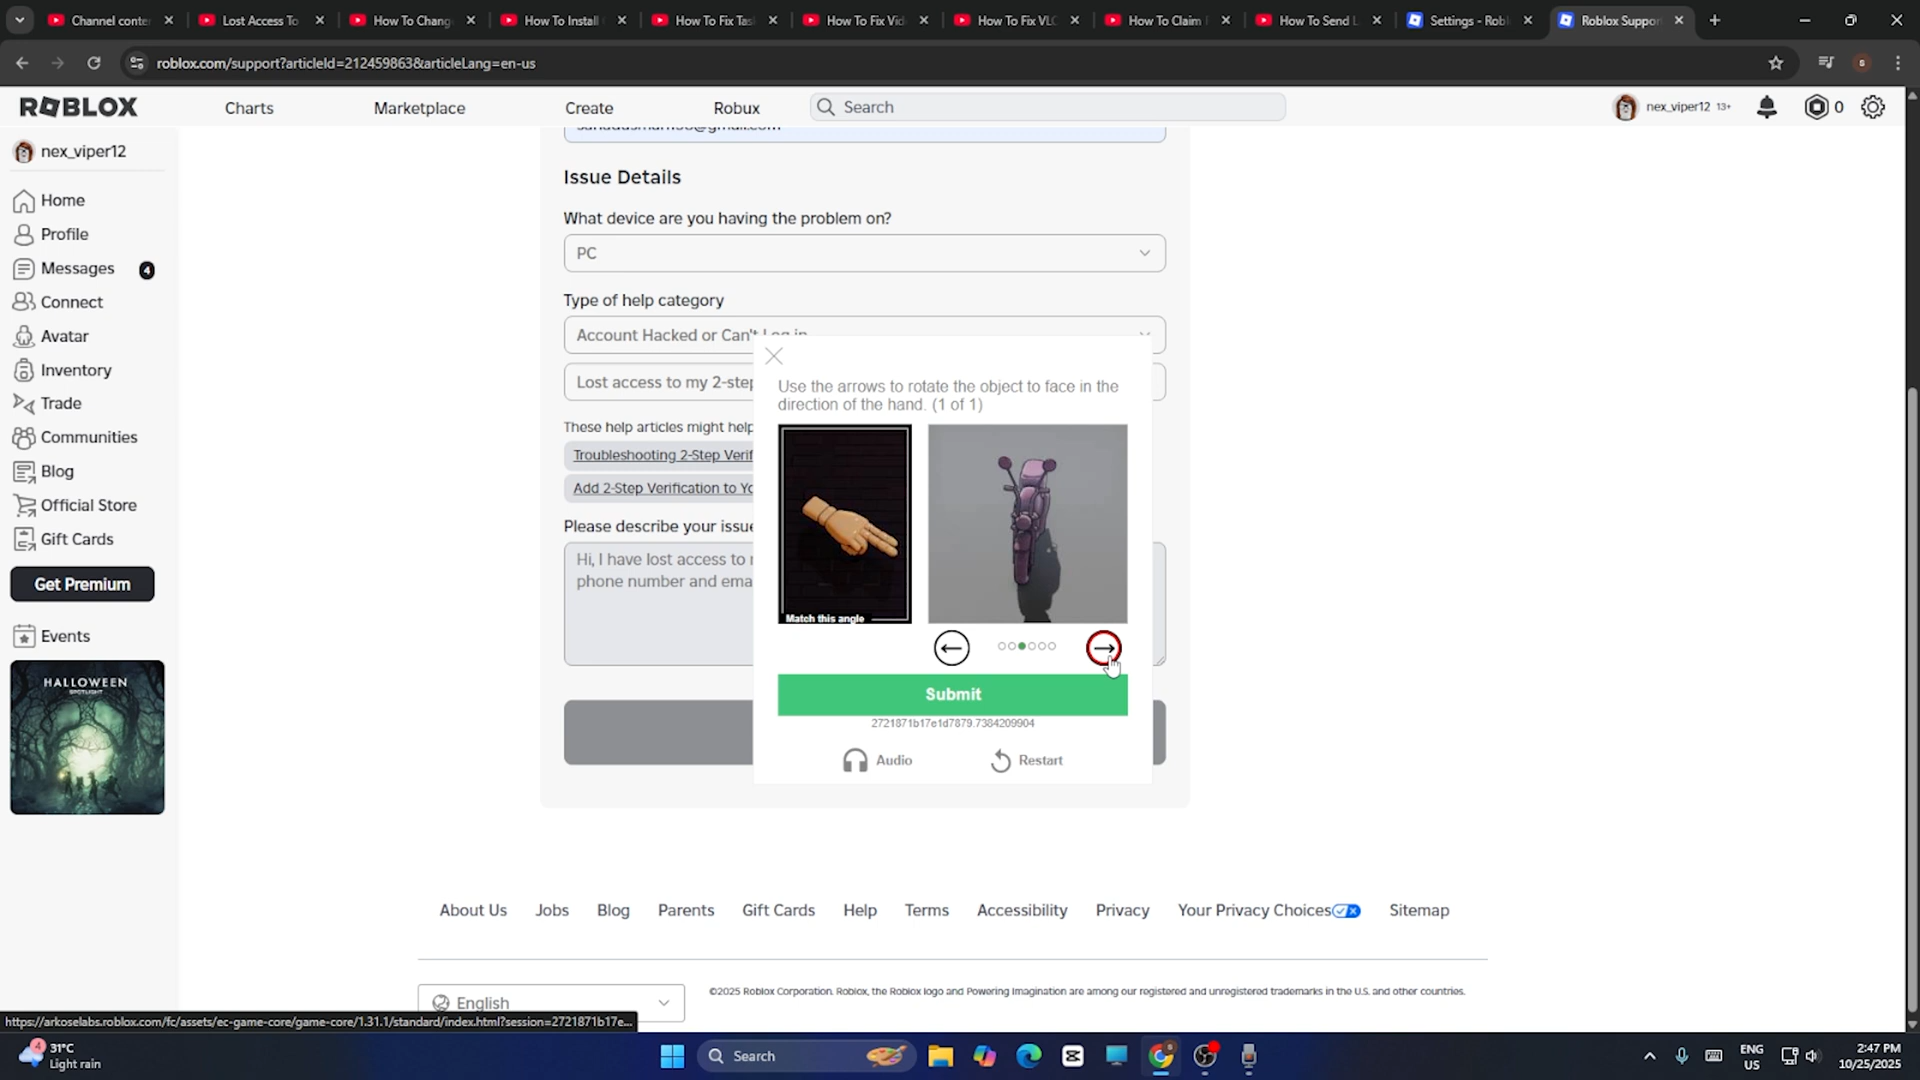 Channel conte
Lost Access To
How To Chang
How To Install
How To Fix Tas
How To Fix Vid
How To Fix VLC
How To Claim
How To Send L
Settings - Robl
Roblox Suppor
roblox.com/support?articleId=212459863&articleLang=en-us
ROBLOX
Charts
Marketplace
Create
Robux
Search
nex_viper12 13+
0
nex_viper12
Issue Details
Home
What device are you having the problem on?
Profile
PC
Messages 4
Type of help category
Connect
Account Hacked or Can't Log in
Avatar
Inventory
Lost access to my 2-step
Use the arrows to rotate the object to face in the
direction of the hand. (1 of 1)
Trade
These help articles might help
Communities
Troubleshooting 2-Step Verif
Blog
Add 2-Step Verification to Yo
Official Store
Please describe your issue
Gift Cards
Hi, I have lost access to
phone number and ema
Get Premium
Match this angle
Events
Submit
2721871b17e1d7879.7384209904
Audio
Restart
HALLOWEEN
SPOTLIGHT
About Us
Jobs
Blog
Parents
Gift Cards
Help
Terms
Accessibility
Privacy
Your Privacy Choices
Sitemap
English
©2025 Roblox Corporation. Roblox, the Roblox logo and Powering Imagination are among our registered and unregistered trademarks in the U.S. and other countries.
https://arkoselabs.roblox.com/fc/assets/ec-game-core/game-core/1.31.1/standard/index.html?session=2721871b17e...
4
31°C
Light rain
Search
ENG
US
2:47 PM
10/25/2025